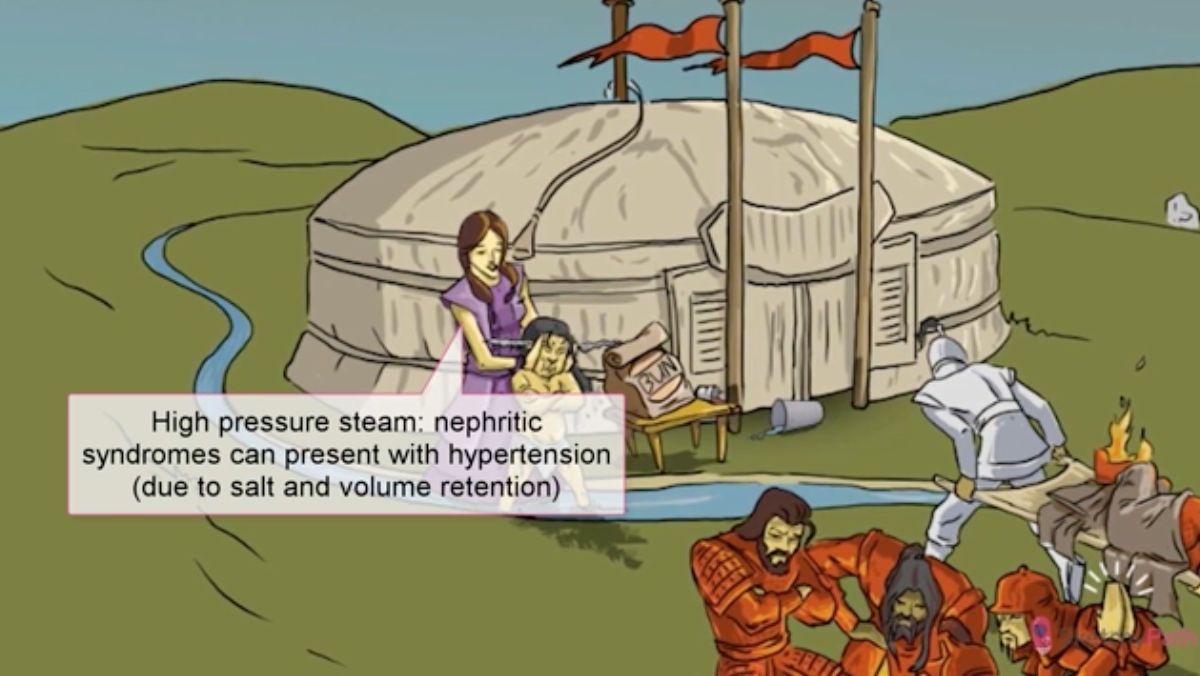 BUN
High pressure steam: nephritic
syndromes can present with hypertension
(due to salt and volume retention)